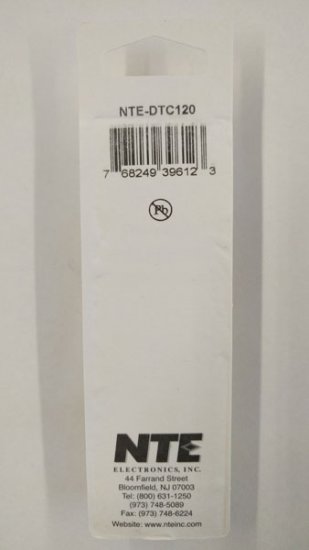 NTE-DTC120
7 68249 39612 3
Pb
NTE
ELECTRONICS, INC.
44 Farrand Street
Bloomfield, NJ 07003
Tel: (800) 631-1250
(973) 748-5089
Fax: (973) 748-6224
Website: www.nteinc.com